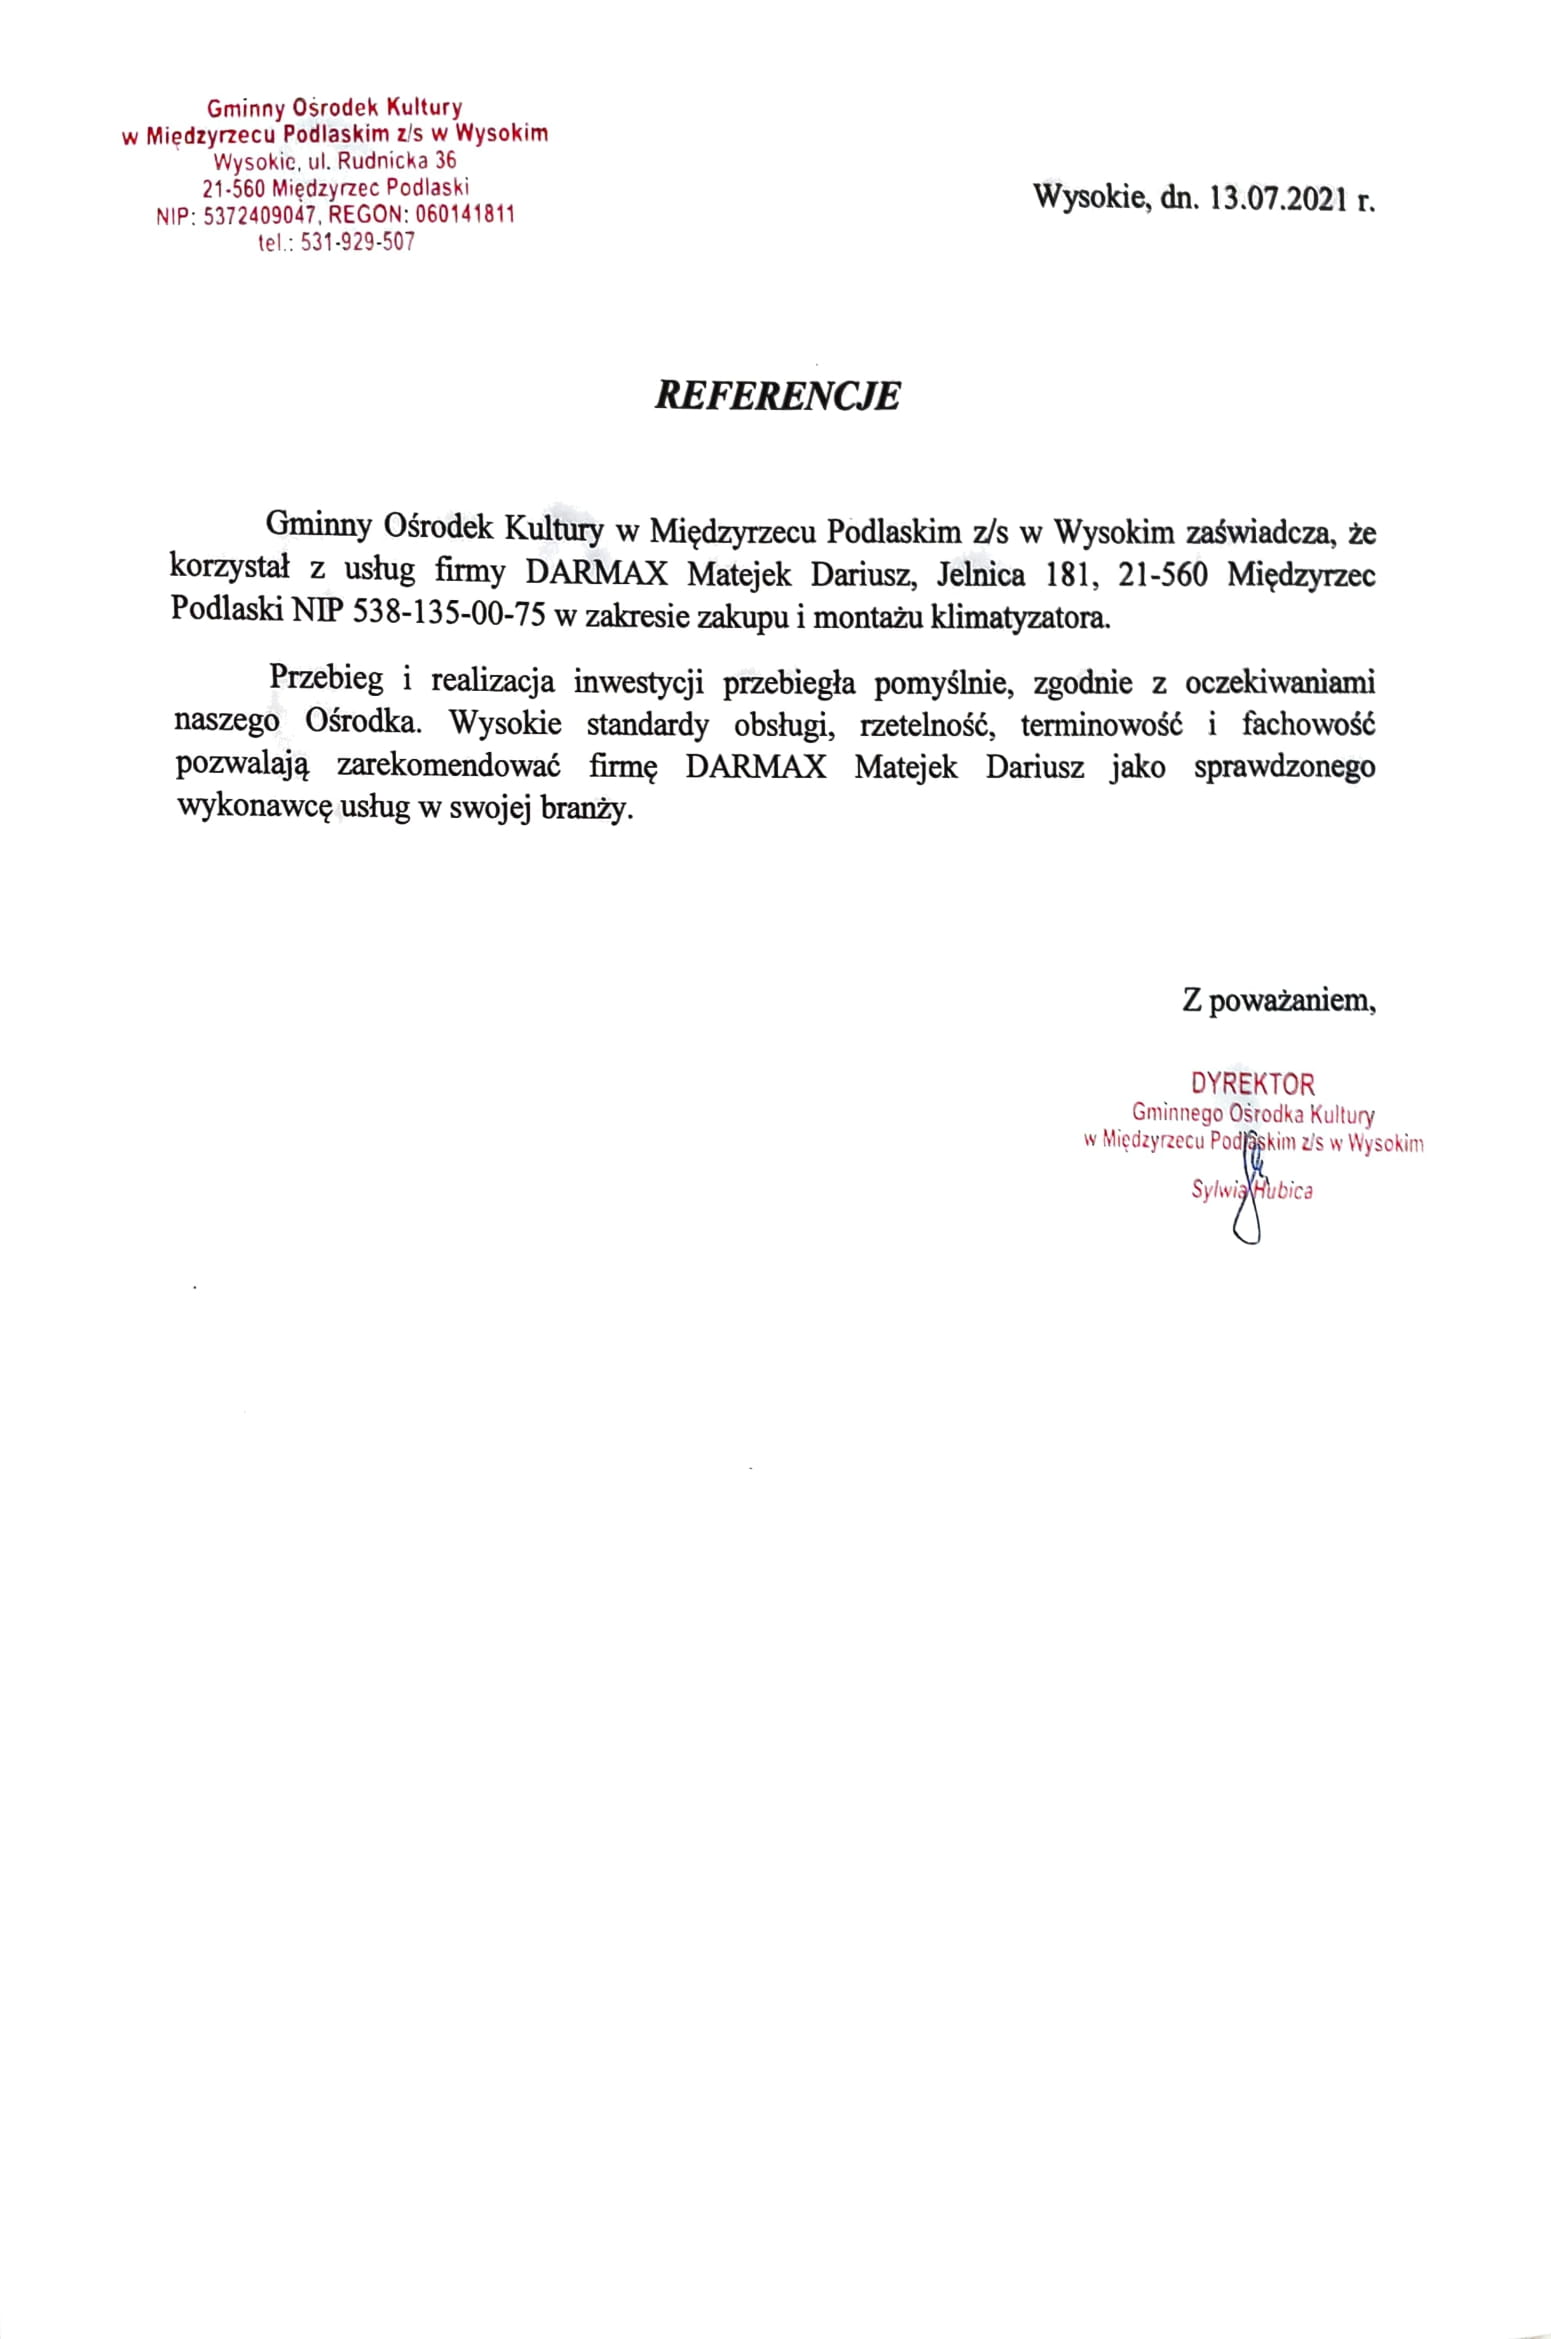 Gminny Ośrodek Kultury
w Międzyrzecu Podlaskim z/s w Wysokim
Wysokie, ul. Rudnicka 36
21-560 Międzyrzec Podlaski
NIP: 5372409047, REGON: 060141811
tel.: 531-929-507
Wysokie, dn. 13.07.2021 r.
REFERENCJE
Gminny Ośrodek Kultury w Międzyrzecu Podlaskim z/s w Wysokim zaświadcza, że
korzystał z usług firmy DARMAX Matejek Dariusz, Jelnica 181, 21-560 Międzyrzec
Podlaski NIP 538-135-00-75 w zakresie zakupu i montażu klimatyzatora.
Przebieg i realizacja inwestycji przebiegła pomyślnie, zgodnie z oczekiwaniami
naszego Ośrodka. Wysokie standardy obsługi, rzetelność, terminowość i fachowość
pozwalają zarekomendować firmę DARMAX Matejek Dariusz jako sprawdzonego
wykonawcę usług w swojej branży.
Z poważaniem,
DYREKTOR
Gminnego Ośrodka Kultury
w Międzyrzecu Podlaskim z/s w Wysokim
Sylwia Hubica